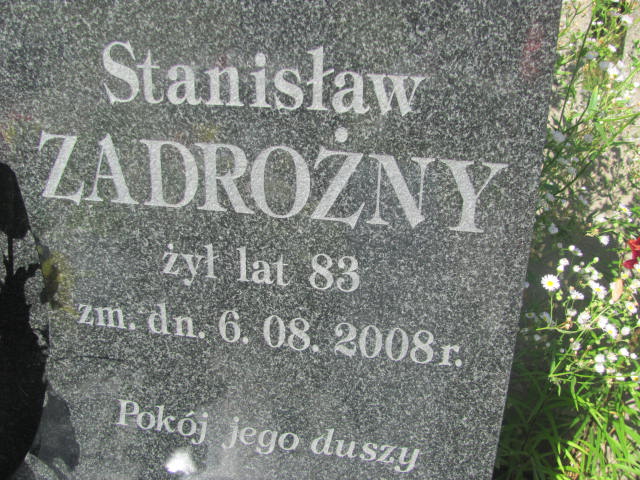 Stanisław
ZADROŻNY
żył lat 83
zm. dn. 6. 08. 2008 r.
Pokój jego duszy